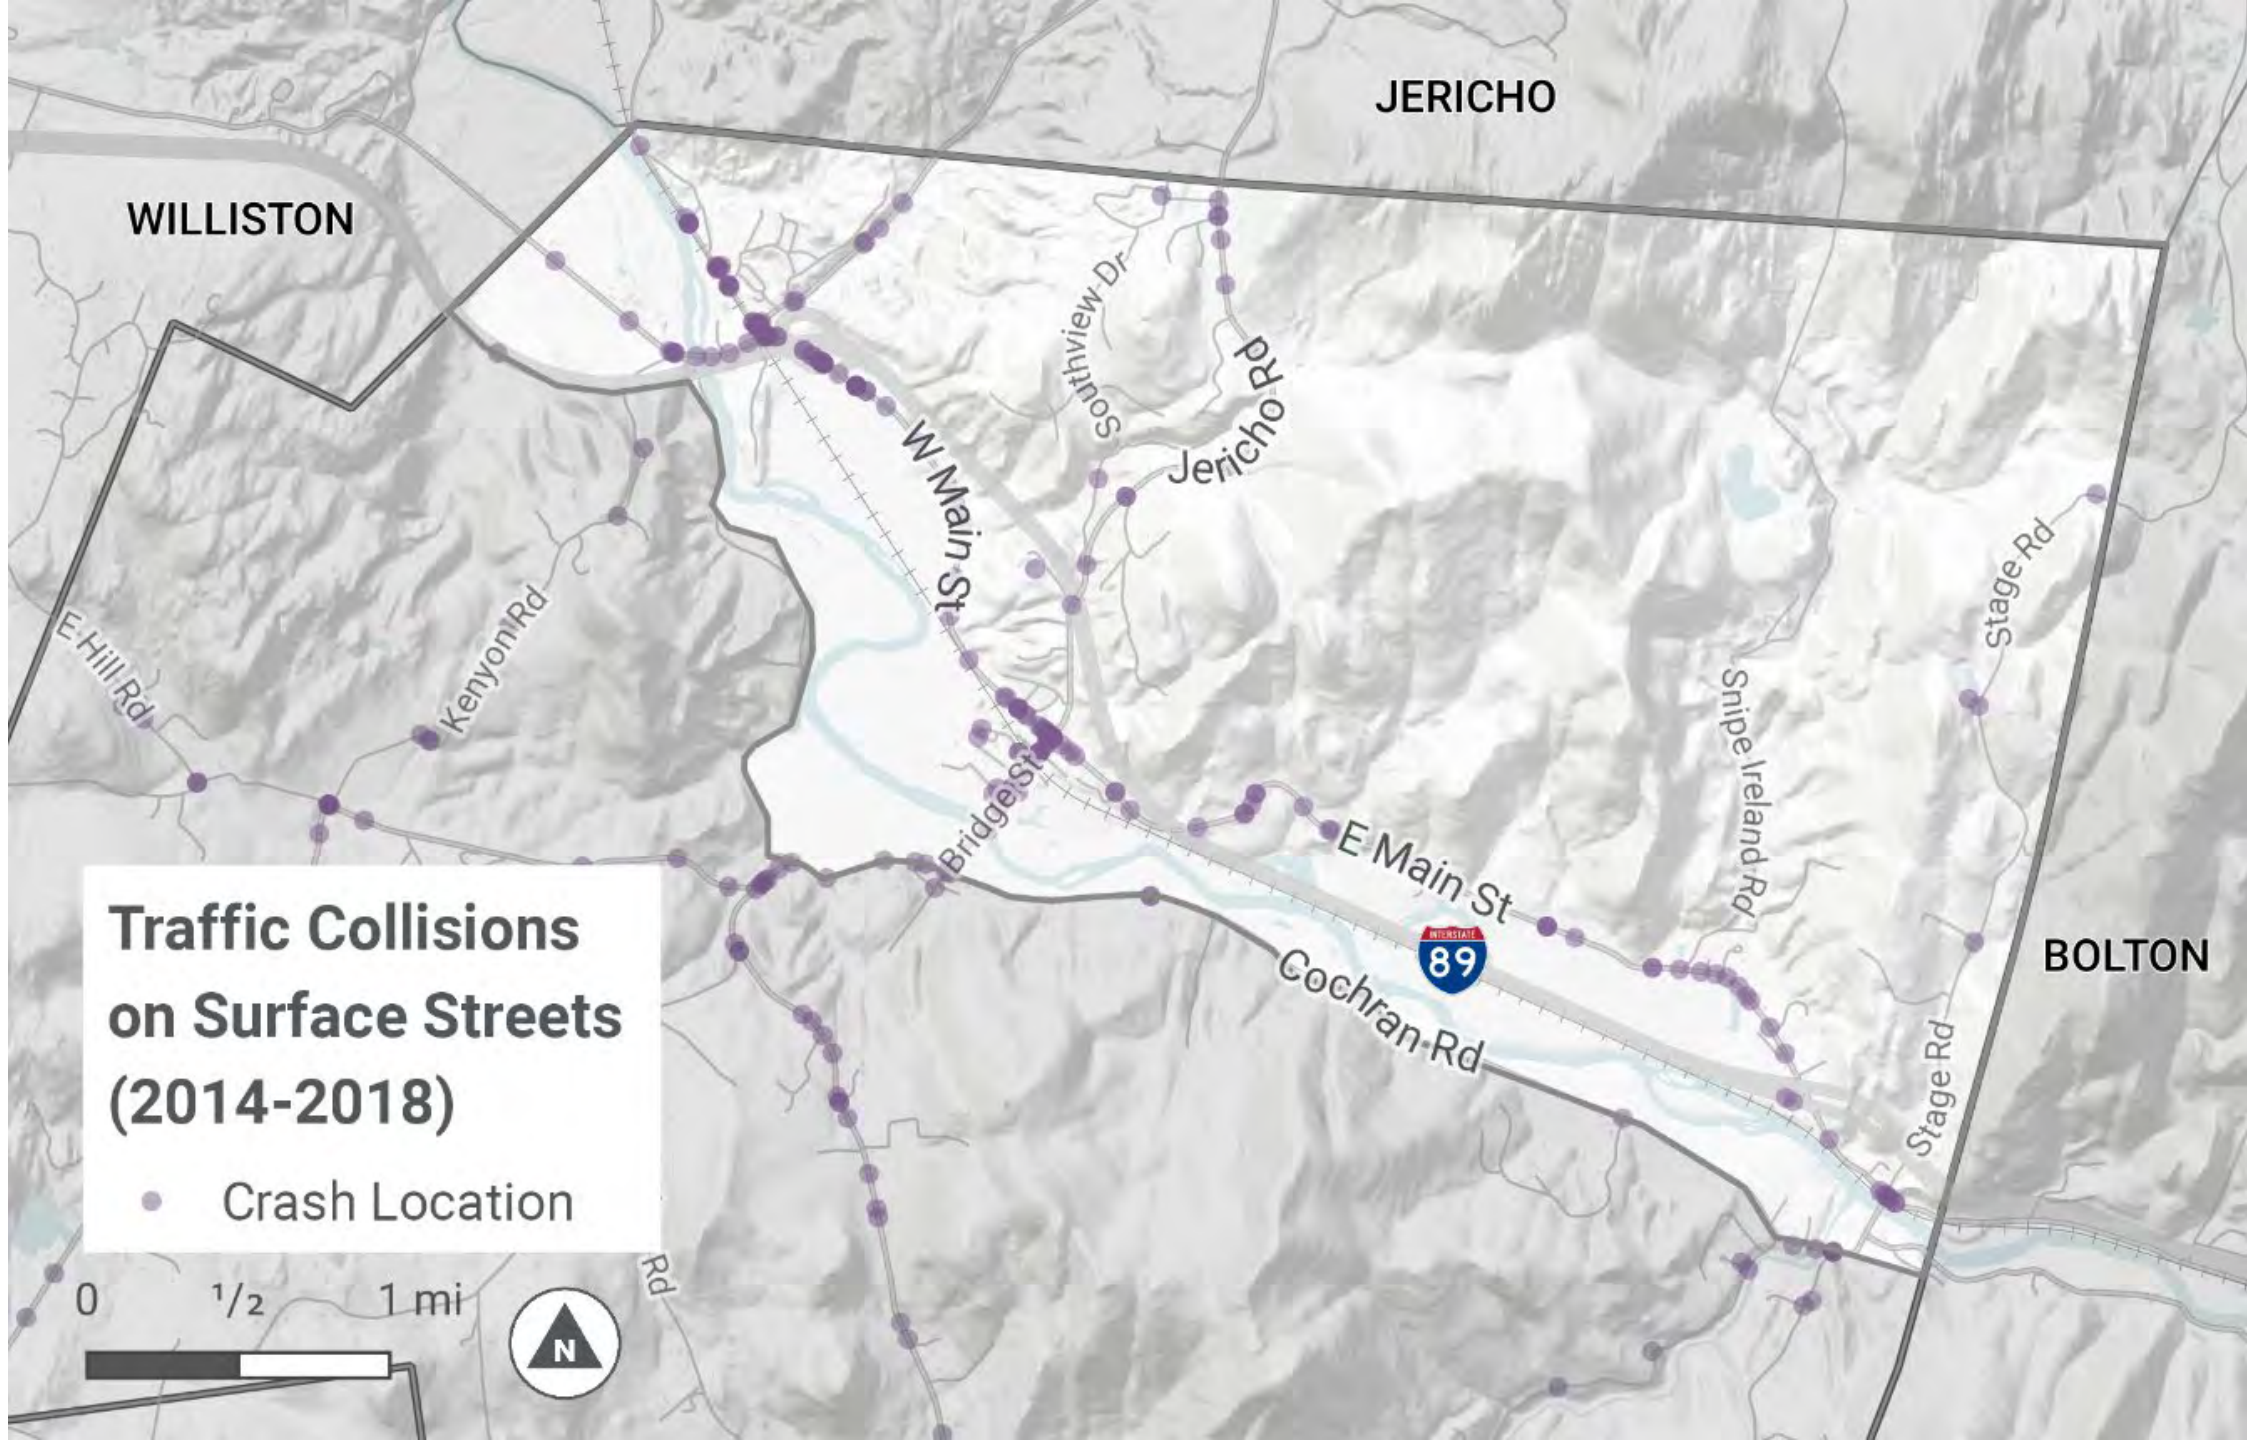 JERICHO
WILLISTON
Southview Dr
Jericho Rd
W Main St
Stage Rd
Kenyon Rd
E Hill Rd
Snipe Ireland Rd
Bridge St
E Main St
INTERSTATE
89
BOLTON
Cochran Rd
Stage Rd
Traffic Collisions
on Surface Streets
(2014-2018)
Crash Location
Rd
0 1/2 1 mi
N